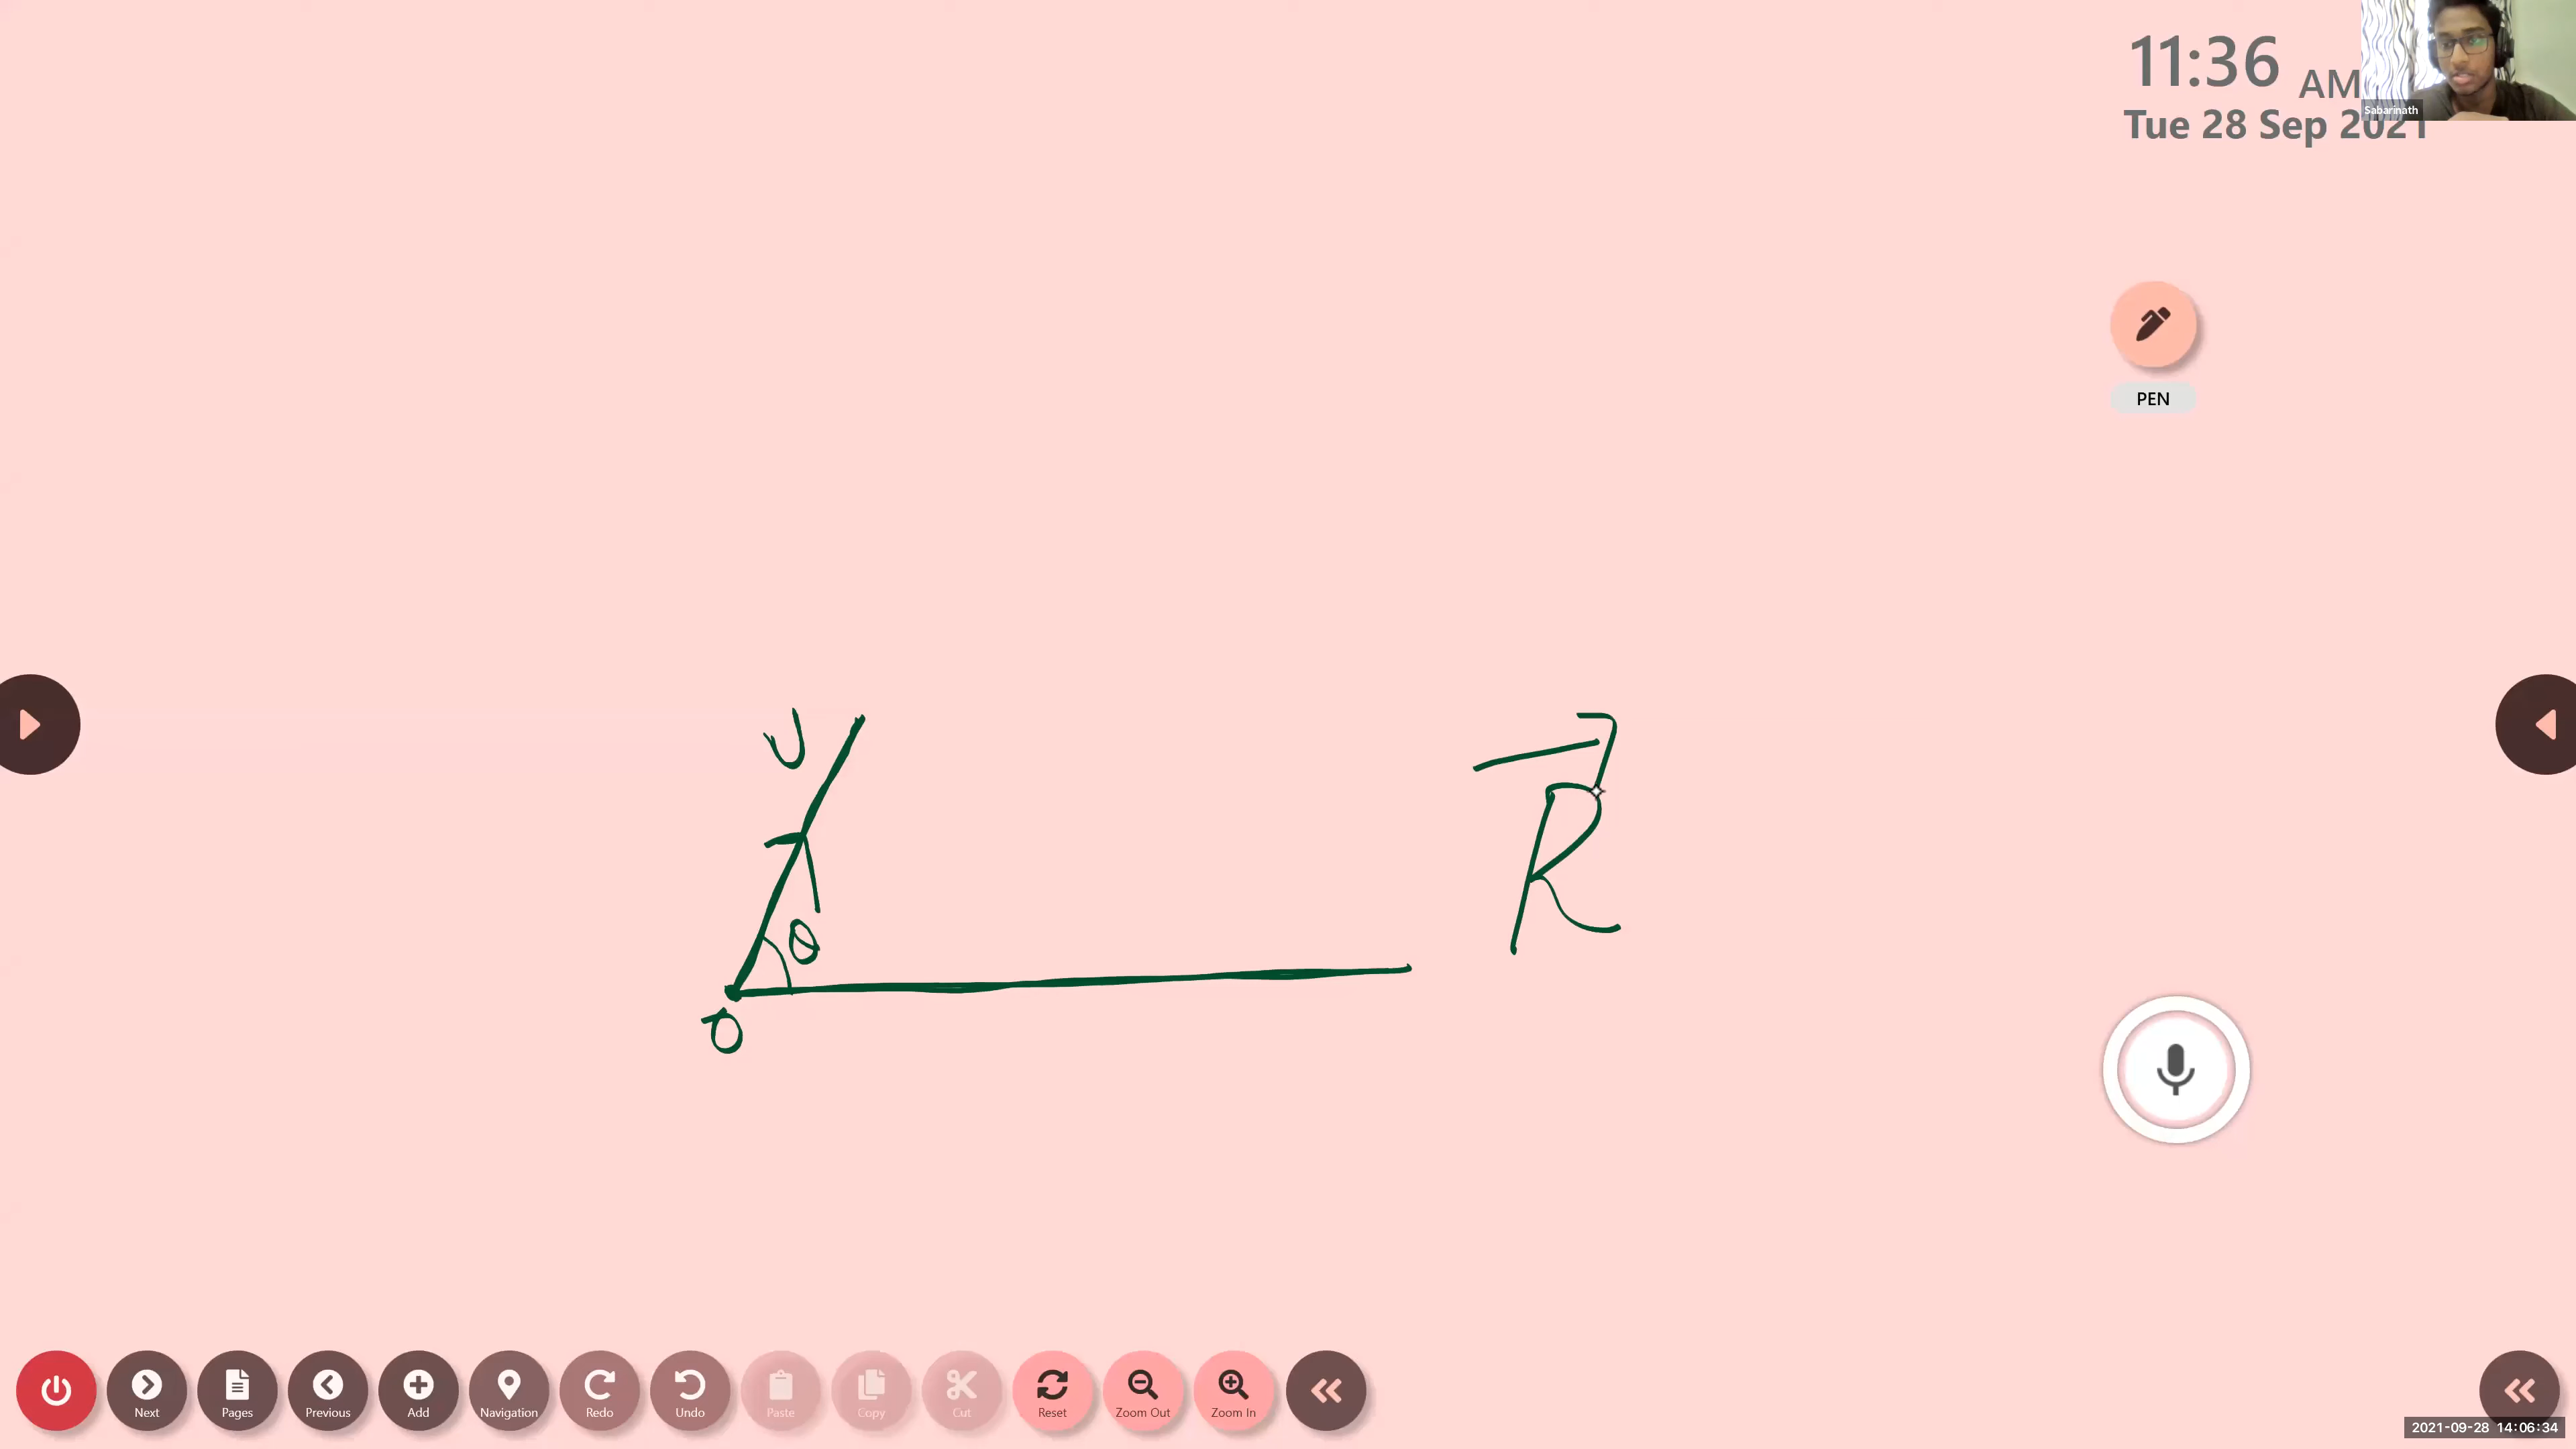 11:36 AM
Sabarinath
Tue 28 Sep 2021
PEN
U
R
θ
O
Next
Pages
Previous
Add
Navigation
Redo
Undo
Paste
Copy
Cut
Reset
Zoom Out
Zoom In
2021-09-28 14:06:34